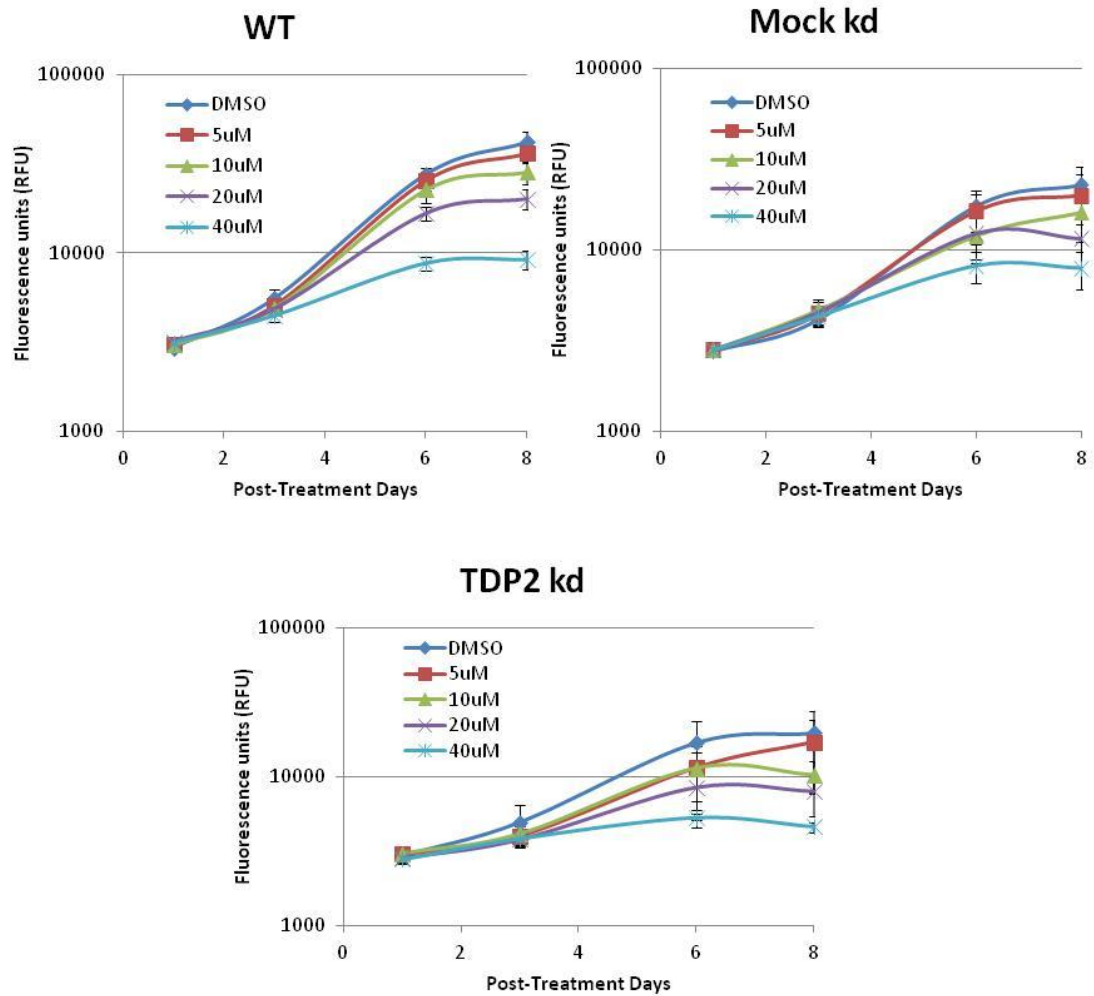 WT
100000
DMSO
5uM
10uM
20uM
40uM
10000
1000
0
2
4
6
8
Fluorescence units (RFU)
Post-Treatment Days
Mock kd
100000
DMSO
5uM
10uM
20uM
40uM
10000
1000
0
2
4
6
8
Fluorescence units (RFU)
Post-Treatment Days
TDP2 kd
100000
DMSO
5uM
10uM
20uM
40uM
10000
1000
0
2
4
6
8
Fluorescence units (RFU)
Post-Treatment Days